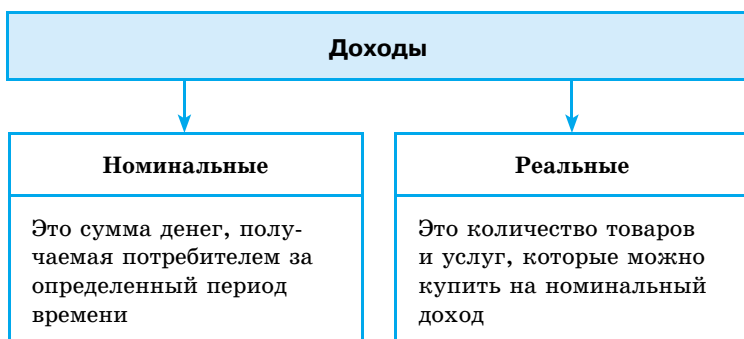 Доходы
Номинальные
Это сумма денег, полу-
чаемая потребителем за
определенный период
времени
Реальные
Это количество товаров
и услуг, которые можно
купить на номинальный
доход